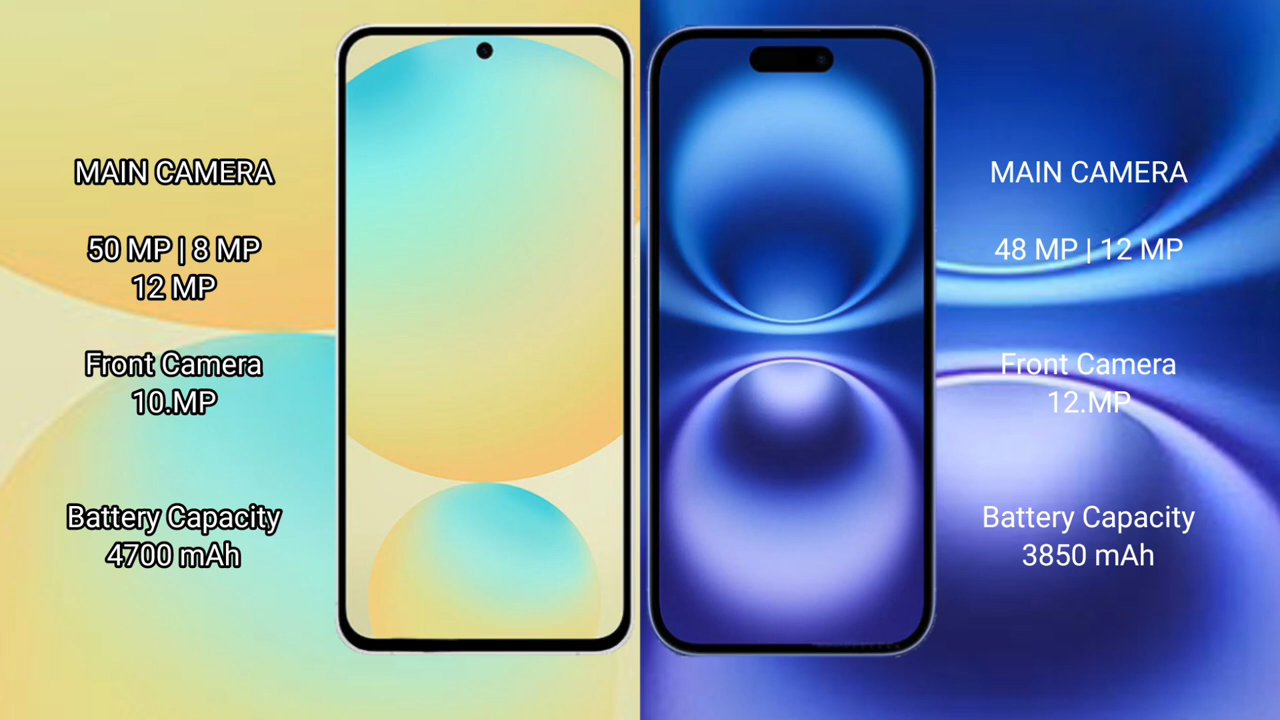 MAIN CAMERA
50 MP | 8 MP
12 MP
Front Camera
10.MP
Battery Capacity
4700 mAh
MAIN CAMERA
48 MP | 12 MP
Front Camera
12.MP
Battery Capacity
3850 mAh